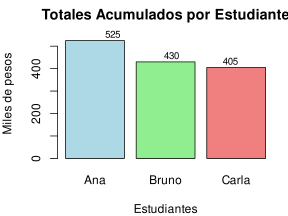 Totales Acumulados por Estudiante
525
430
405
Miles de pesos
400
200
0
Ana Bruno Carla
Estudiantes